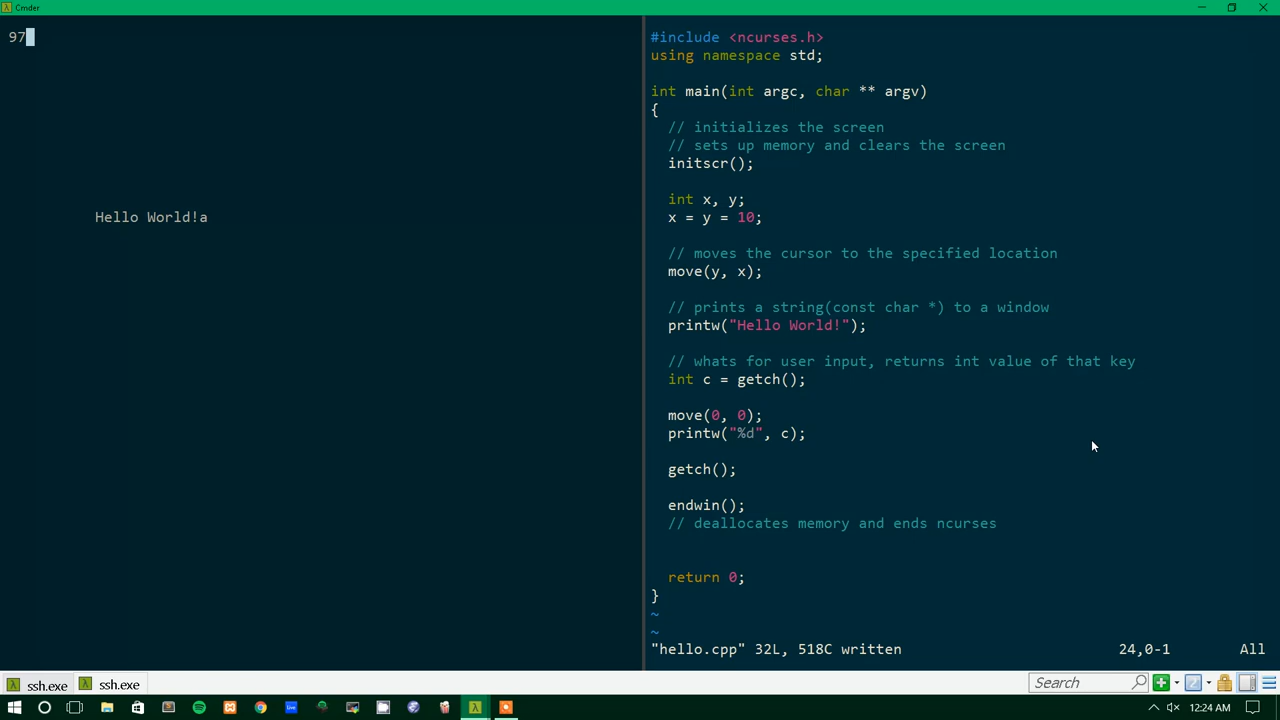 Cmder
97
Hello World!a
#include <ncurses.h>
using namespace std;
int main(int argc, char ** argv)
{
// initializes the screen
// sets up memory and clears the screen
initscr();
int x, y;
x = y = 10;
// moves the cursor to the specified location
move(y, x);
// prints a string(const char *) to a window
printw("Hello World!");
// whats for user input, returns int value of that key
int c = getch();
move(0, 0);
printw("%d", c);
getch();
endwin();
// deallocates memory and ends ncurses
return 0;
}
~
~
"hello.cpp" 32L, 518C written 24,0-1 All
ssh.exe ssh.exe Search
12:24 AM